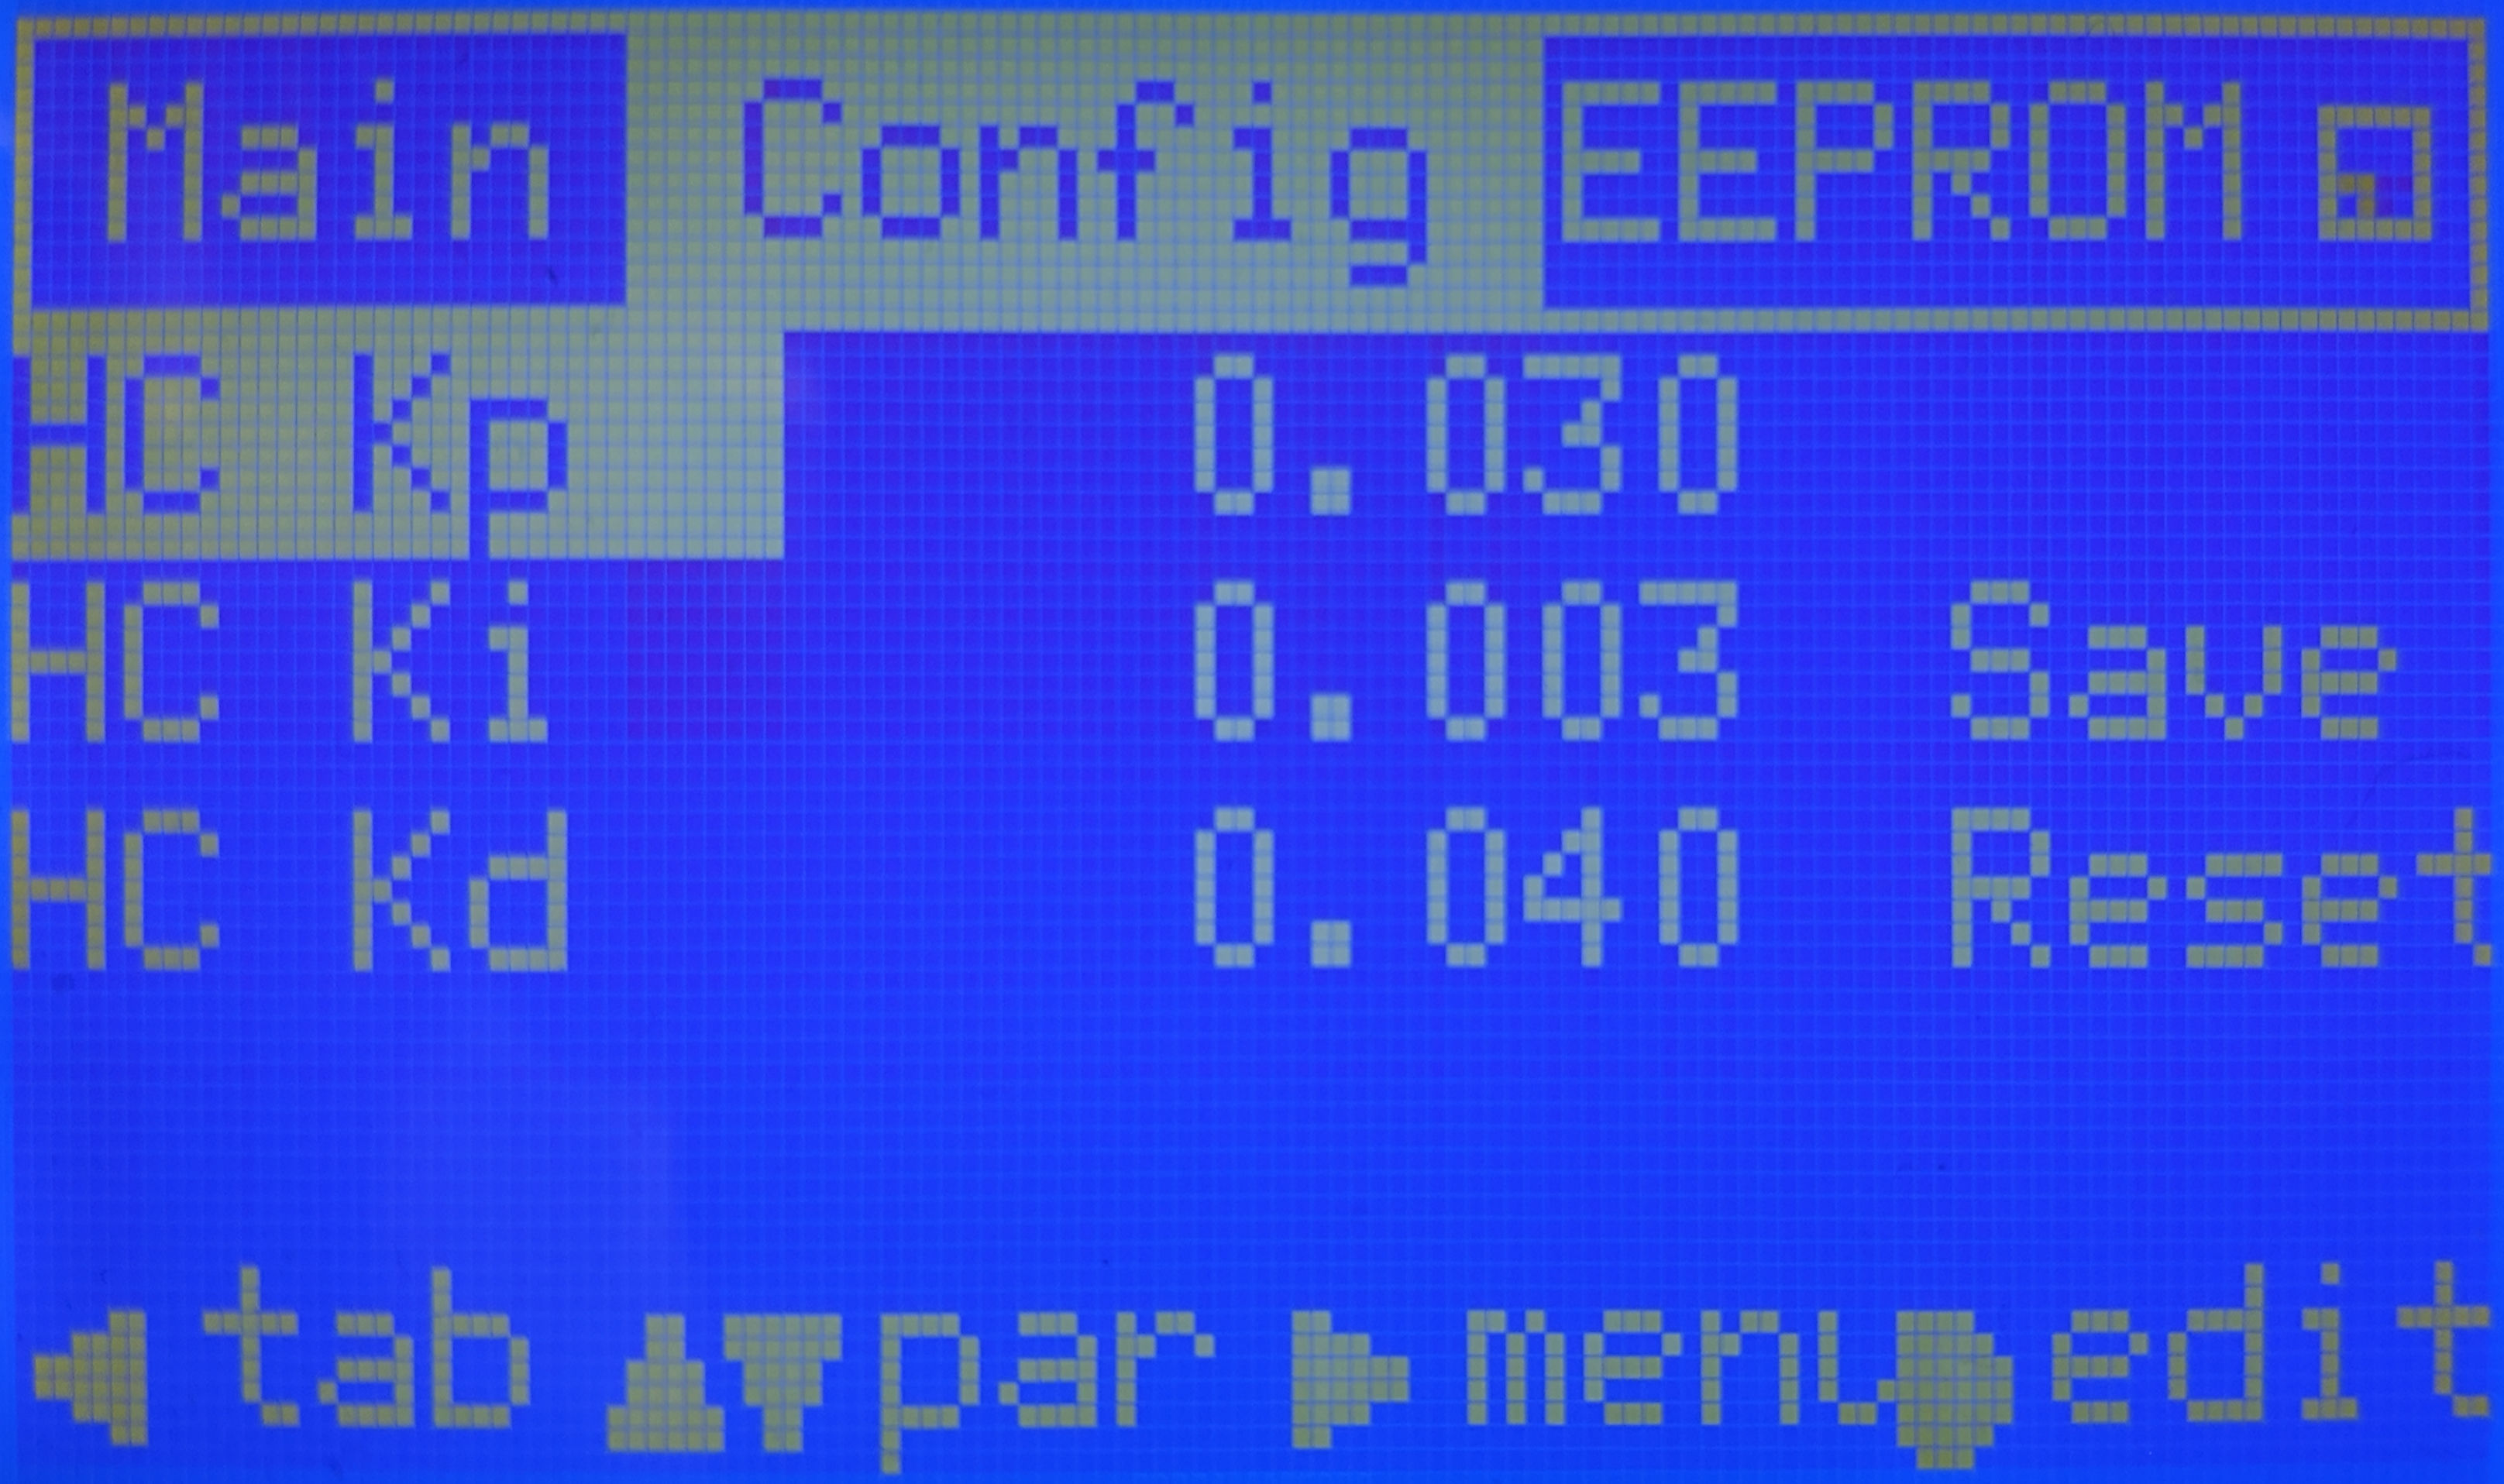 Main Config EEPROM
HC Kp 0.030
HC Ki 0.003 Save
HC Kd 0.040 Reset
◀tab ▲▼par ▶menu ●edit